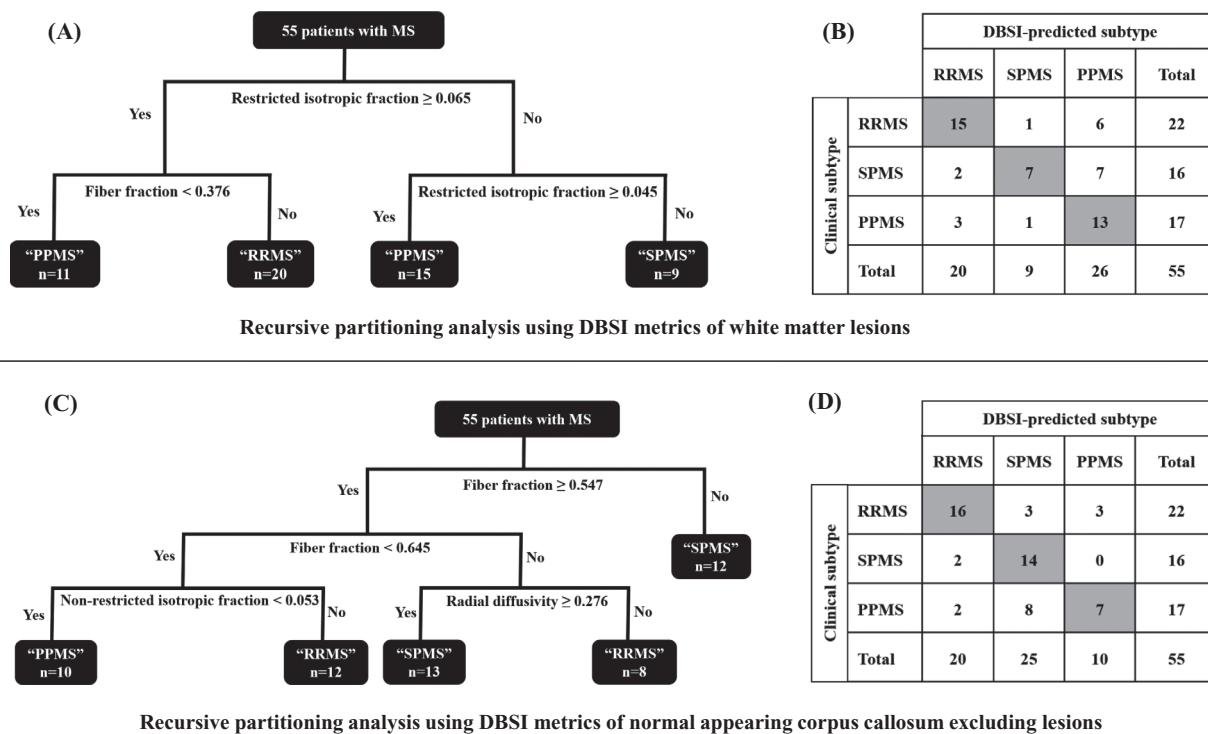 (A)
55 patients with MS
Restricted isotropic fraction ≥ 0.065
Yes
No
Fiber fraction < 0.376
Restricted isotropic fraction ≥ 0.045
Yes
No
Yes
No
“PPMS”
n=11
“RRMS”
n=20
“PPMS”
n=15
“SPMS”
n=9
(B)
DBSI-predicted subtype
RRMS SPMS PPMS Total
Clinical subtype
RRMS 15 1 6 22
SPMS 2 7 7 16
PPMS 3 1 13 17
Total 20 9 26 55
Recursive partitioning analysis using DBSI metrics of white matter lesions
(C)
55 patients with MS
Fiber fraction ≥ 0.547
Yes
No
“SPMS”
n=12
Fiber fraction < 0.645
Yes
No
Non-restricted isotropic fraction < 0.053
Radial diffusivity ≥ 0.276
Yes
No
Yes
No
“PPMS”
n=10
“RRMS”
n=12
“SPMS”
n=13
“RRMS”
n=8
(D)
DBSI-predicted subtype
RRMS SPMS PPMS Total
Clinical subtype
RRMS 16 3 3 22
SPMS 2 14 0 16
PPMS 2 8 7 17
Total 20 25 10 55
Recursive partitioning analysis using DBSI metrics of normal appearing corpus callosum excluding lesions